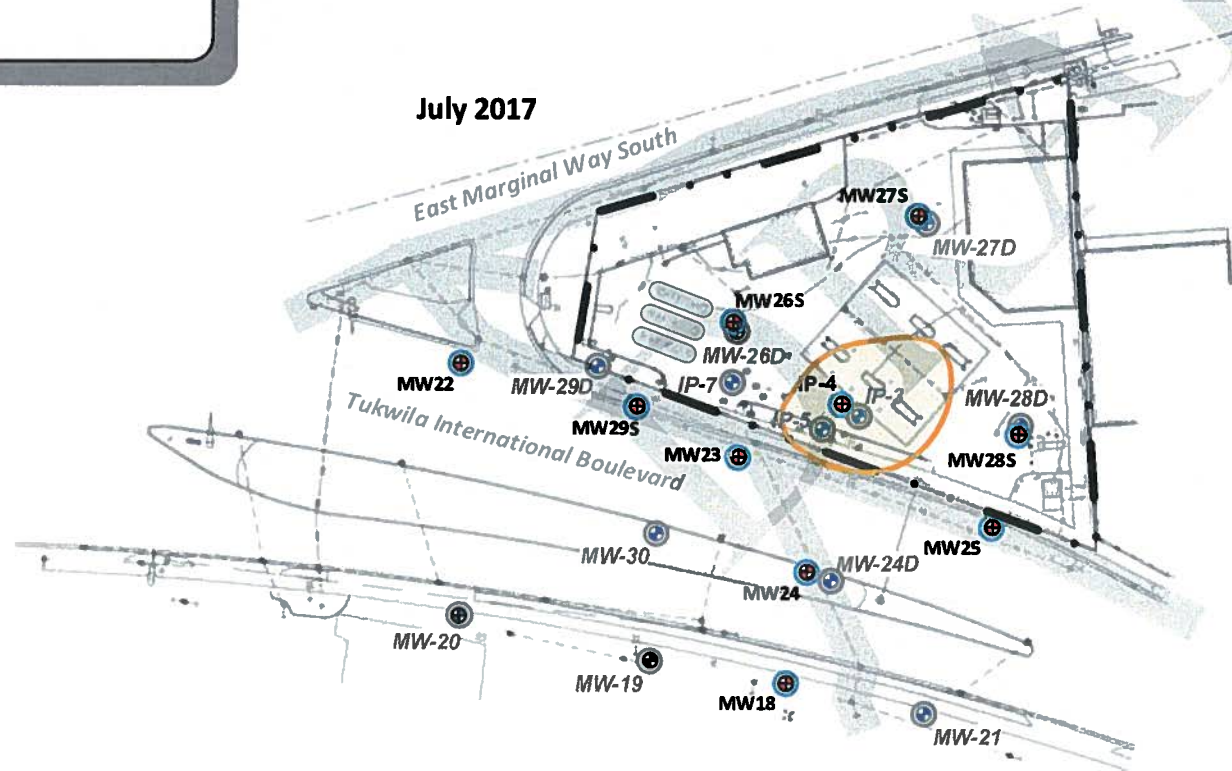 July 2017
East Marginal Way South
MW27S
MW-27D
MW26S
MW-26D
MW22
MW-29D
IP-7
IP-4
MW-28D
MW29S
IP-5
Tukwila International Boulevard
MW23
MW28S
MW25
MW-30
MW-24D
MW24
MW-20
MW-19
MW18
MW-21